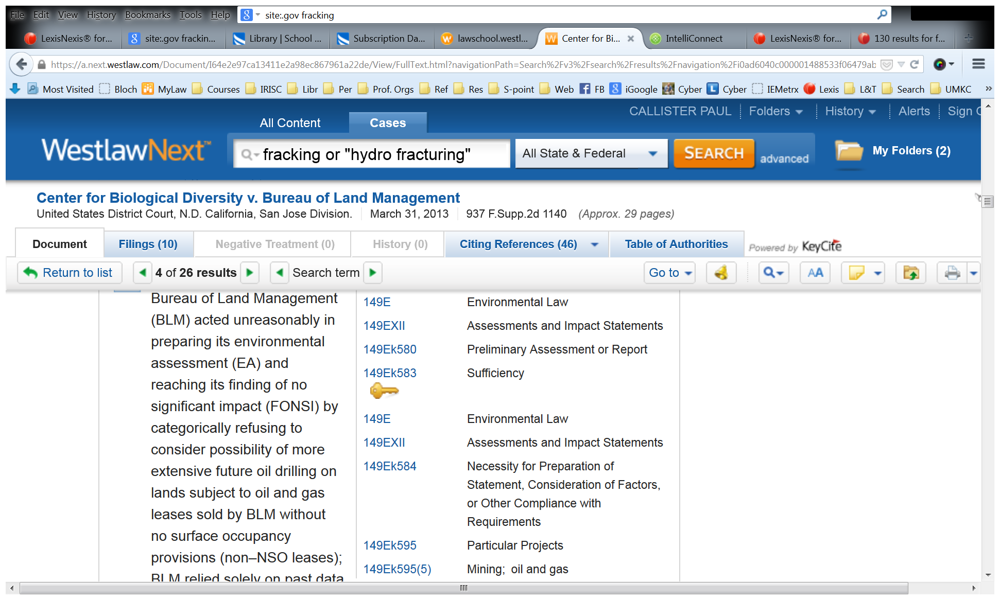 File Edit View History Bookmarks Tools Help site:.gov fracking
LexisNexis® for... site:.gov frackin... Library | School ... Subscription Da... lawschool.westl... Center for Bi... IntelliConnect LexisNexis® for... 130 results for f...
https://a.next.westlaw.com/Document/I64e2e97ca13411e2a98ec867961a22de/View/FullText.html?navigationPath=Search%2Fv3%2Fsearch%2Fresults%2Fnavigation%2Fi0ad6040c000001488533f06479ab
Most Visited Bloch MyLaw Courses IRISC Libr Per Prof. Orgs Ref Res S-point Web FB iGoogle Cyber Cyber IEMetrx Lexis L&T Search UMKC »
CALLISTER PAUL Folders History Alerts Sign
All Content Cases
WestlawNext™ fracking or "hydro fracturing" All State & Federal SEARCH advanced My Folders (2)
Center for Biological Diversity v. Bureau of Land Management
United States District Court, N.D. California, San Jose Division. March 31, 2013 937 F.Supp.2d 1140 (Approx. 29 pages)
Document Filings (10) Negative Treatment (0) History (0) Citing References (46) Table of Authorities Powered by KeyCite
Return to list 4 of 26 results Search term Go to AA
Bureau of Land Management
(BLM) acted unreasonably in
preparing its environmental
assessment (EA) and
reaching its finding of no
significant impact (FONSI) by
categorically refusing to
consider possibility of more
extensive future oil drilling on
lands subject to oil and gas
leases sold by BLM without
no surface occupancy
provisions (non–NSO leases);
BLM relied solely on past data
149E Environmental Law
149EXII Assessments and Impact Statements
149Ek580 Preliminary Assessment or Report
149Ek583 Sufficiency
149E Environmental Law
149EXII Assessments and Impact Statements
149Ek584 Necessity for Preparation of
Statement, Consideration of Factors,
or Other Compliance with
Requirements
149Ek595 Particular Projects
149Ek595(5) Mining; oil and gas